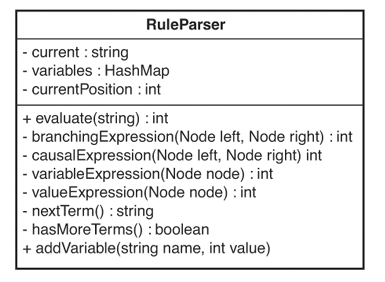 RuleParser
- current : string
- variables : HashMap
- currentPosition : int
+ evaluate(string) : int
- branchingExpression(Node left, Node right) : int
- causalExpression(Node left, Node right) int
- variableExpression(Node node) : int
- valueExpression(Node node) : int
- nextTerm() : string
- hasMoreTerms() : boolean
+ addVariable(string name, int value)